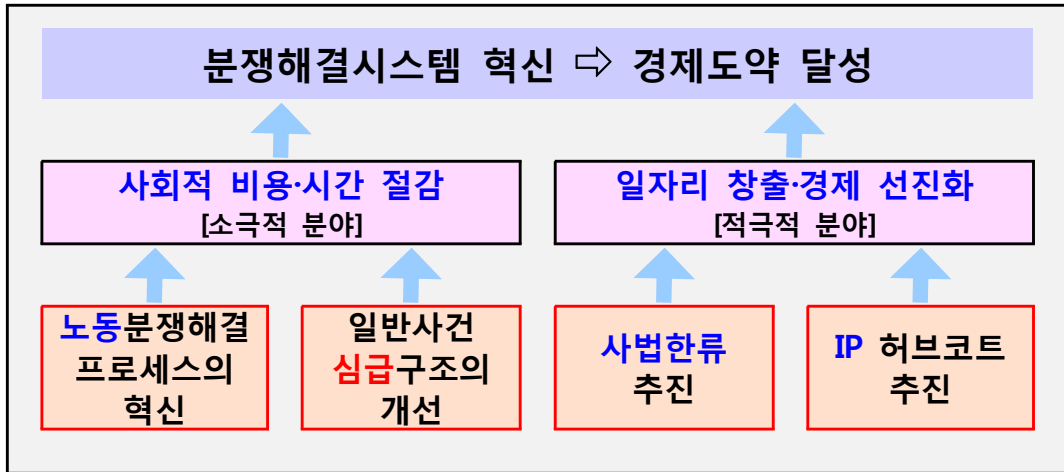 분쟁해결시스템 혁신 ⇨ 경제도약 달성
사회적 비용·시간 절감
[소극적 분야]
일자리 창출·경제 선진화
[적극적 분야]
노동분쟁해결
프로세스의
혁신
일반사건
심급구조의
개선
사법한류
추진
IP 허브코트
추진